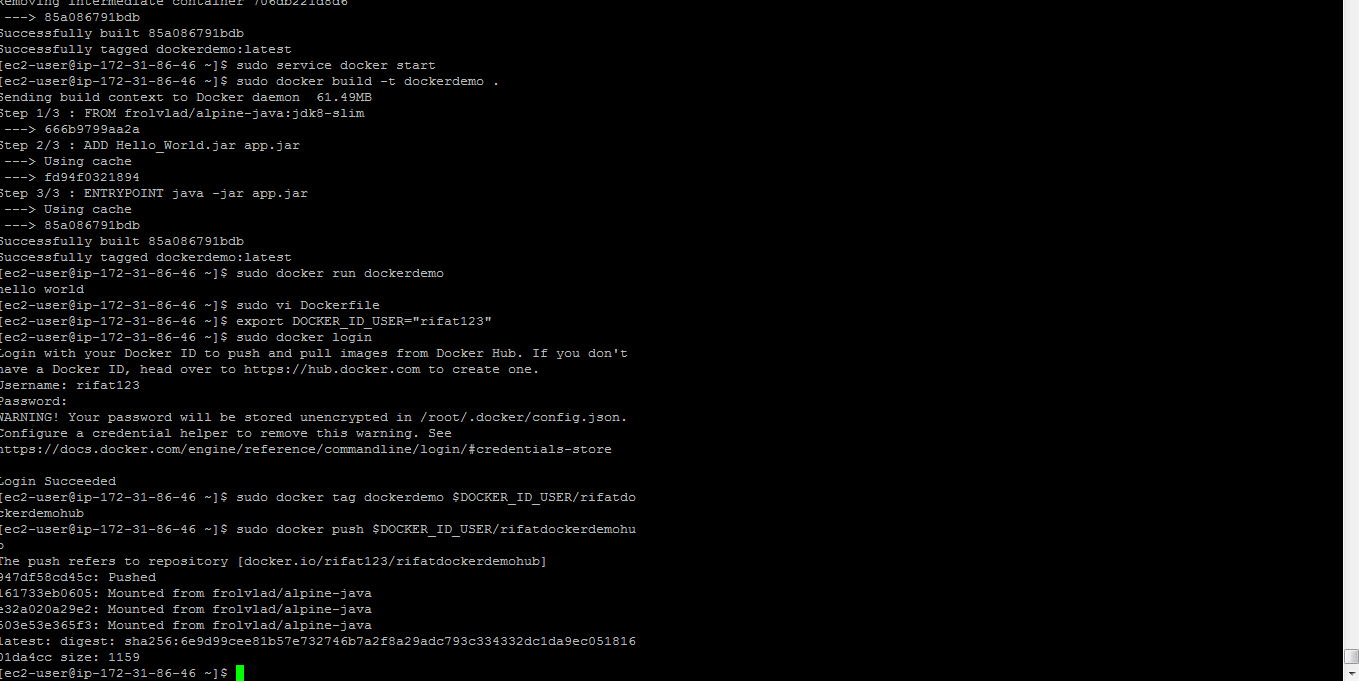 Removing intermediate container 706db221d8d6
---> 85a086791bdb
Successfully built 85a086791bdb
Successfully tagged dockerdemo:latest
[ec2-user@ip-172-31-86-46 ~]$ sudo service docker start
[ec2-user@ip-172-31-86-46 ~]$ sudo docker build -t dockerdemo .
Sending build context to Docker daemon  61.49MB
Step 1/3 : FROM frolvlad/alpine-java:jdk8-slim
---> 666b9799aa2a
Step 2/3 : ADD Hello_World.jar app.jar
---> Using cache
---> fd94f0321894
Step 3/3 : ENTRYPOINT java -jar app.jar
---> Using cache
---> 85a086791bdb
Successfully built 85a086791bdb
Successfully tagged dockerdemo:latest
[ec2-user@ip-172-31-86-46 ~]$ sudo docker run dockerdemo
hello world
[ec2-user@ip-172-31-86-46 ~]$ sudo vi Dockerfile
[ec2-user@ip-172-31-86-46 ~]$ export DOCKER_ID_USER="rifat123"
[ec2-user@ip-172-31-86-46 ~]$ sudo docker login
Login with your Docker ID to push and pull images from Docker Hub. If you don't
have a Docker ID, head over to https://hub.docker.com to create one.
Username: rifat123
Password:
WARNING! Your password will be stored unencrypted in /root/.docker/config.json.
Configure a credential helper to remove this warning. See
https://docs.docker.com/engine/reference/commandline/login/#credentials-store
Login Succeeded
[ec2-user@ip-172-31-86-46 ~]$ sudo docker tag dockerdemo $DOCKER_ID_USER/rifatdo
ckerdemohub
[ec2-user@ip-172-31-86-46 ~]$ sudo docker push $DOCKER_ID_USER/rifatdockerdemohu
b
The push refers to repository [docker.io/rifat123/rifatdockerdemohub]
947df58cd45c: Pushed
161733eb0605: Mounted from frolvlad/alpine-java
e32a020a29e2: Mounted from frolvlad/alpine-java
503e53e365f3: Mounted from frolvlad/alpine-java
latest: digest: sha256:6e9d99cee81b57e732746b7a2f8a29adc793c334332dc1da9ec051816
01da4cc size: 1159
[ec2-user@ip-172-31-86-46 ~]$